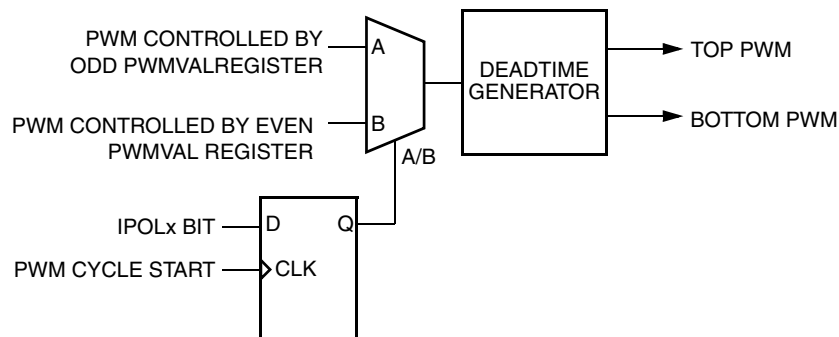 PWM CONTROLLED BY
ODD PWMVALREGISTER
A
DEADTIME
GENERATOR
TOP PWM
PWM CONTROLLED BY EVEN
PWMVAL REGISTER
B
BOTTOM PWM
A/B
IPOLx BIT
D
Q
PWM CYCLE START
CLK